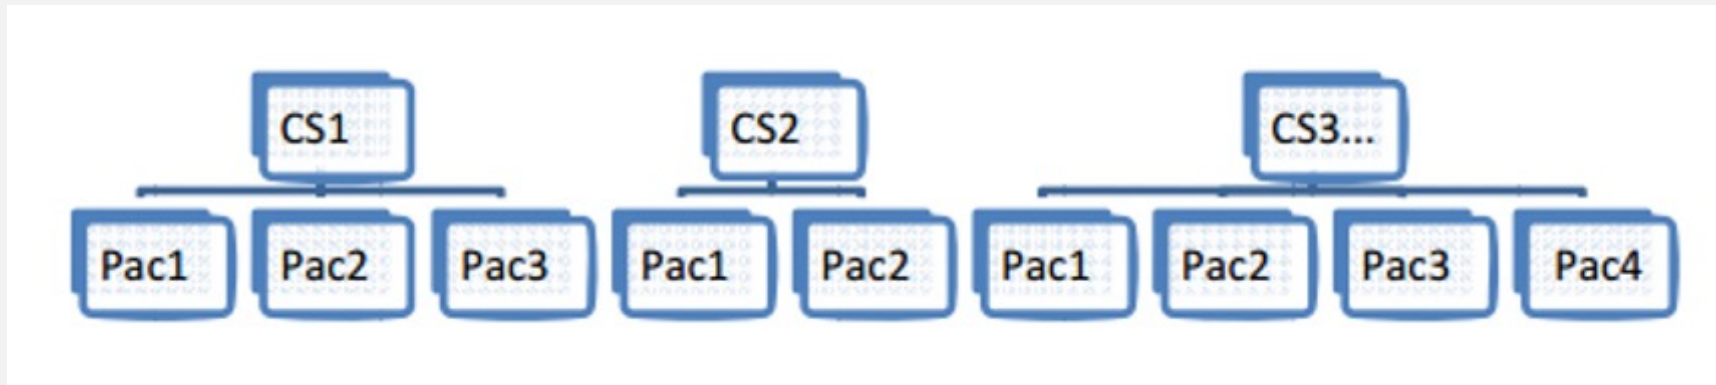 CS1 CS2 CS3...
Pac1 Pac2 Pac3 Pac1 Pac2 Pac1 Pac2 Pac3 Pac4